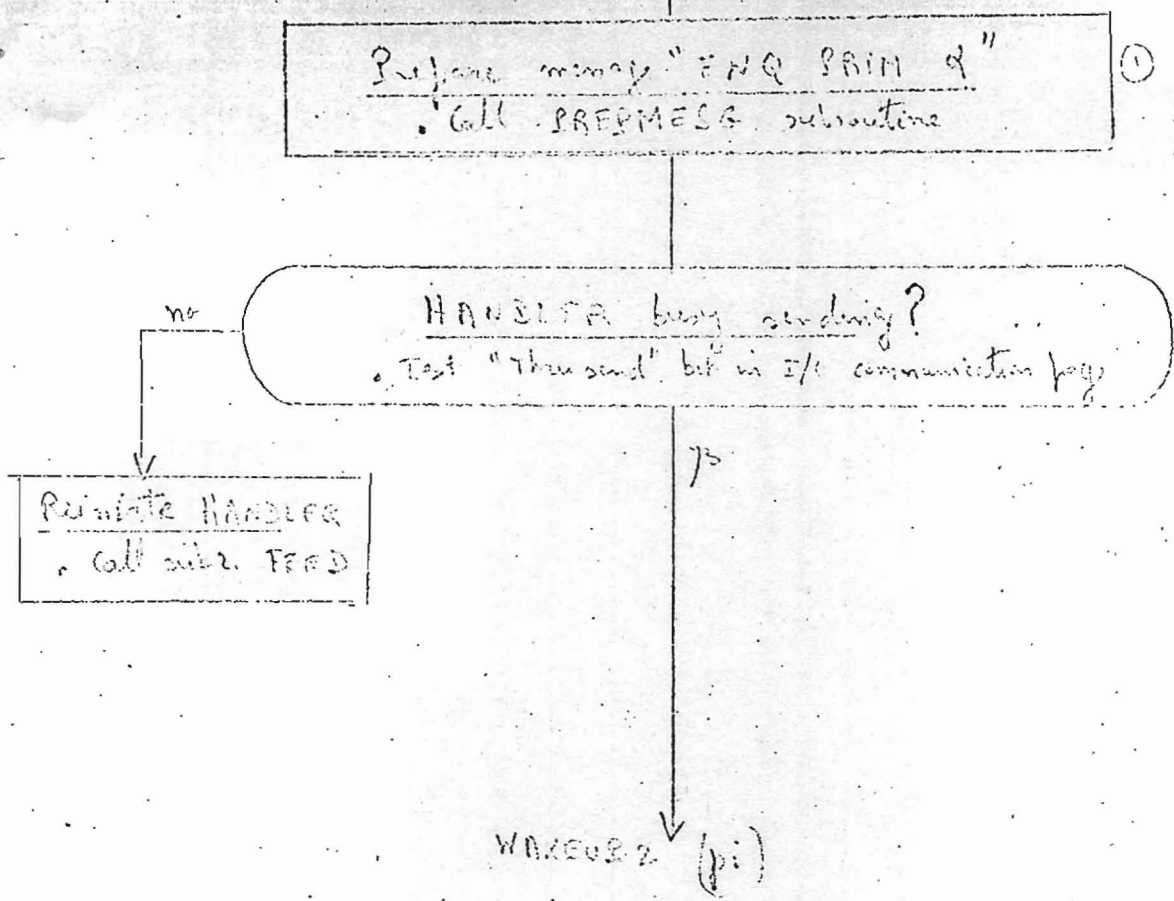 Prepare message "ENQ PRIM α"
①
. Call PREPMESG subroutine
HANDLER busy sending?
. Test "Thru send" bit in I/C communication page
no
yes
Reinitiate HANDLER
. Call subr. FEED
WAKEUP2 (pi)